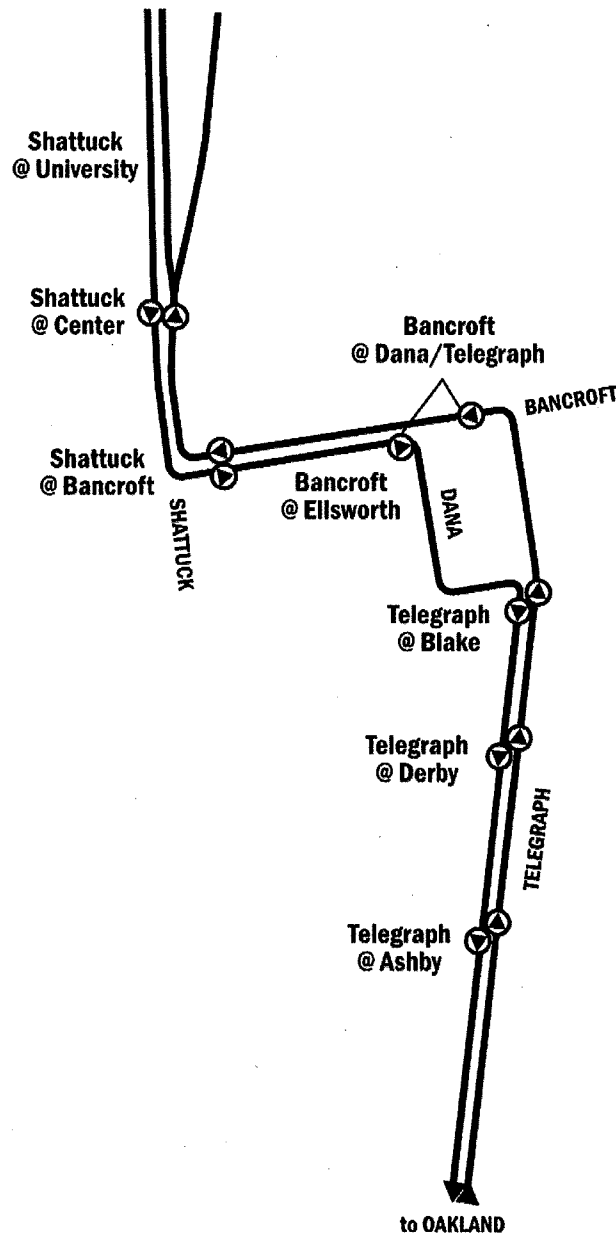 Shattuck
@ University
Shattuck
@ Center
Bancroft
@ Dana/Telegraph
BANCROFT
Shattuck
@ Bancroft
Bancroft
@ Ellsworth
SHATTUCK
DANA
Telegraph
@ Blake
Telegraph
@ Derby
TELEGRAPH
Telegraph
@ Ashby
to OAKLAND